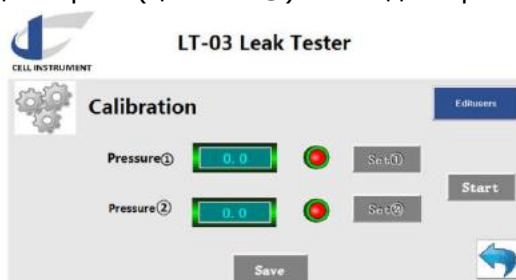 LT-03 Leak Tester
CELL INSTRUMENT
Calibration
Editusers
Pressure① 0.0 Set①
Start
Pressure② 0.0 Set②
Save